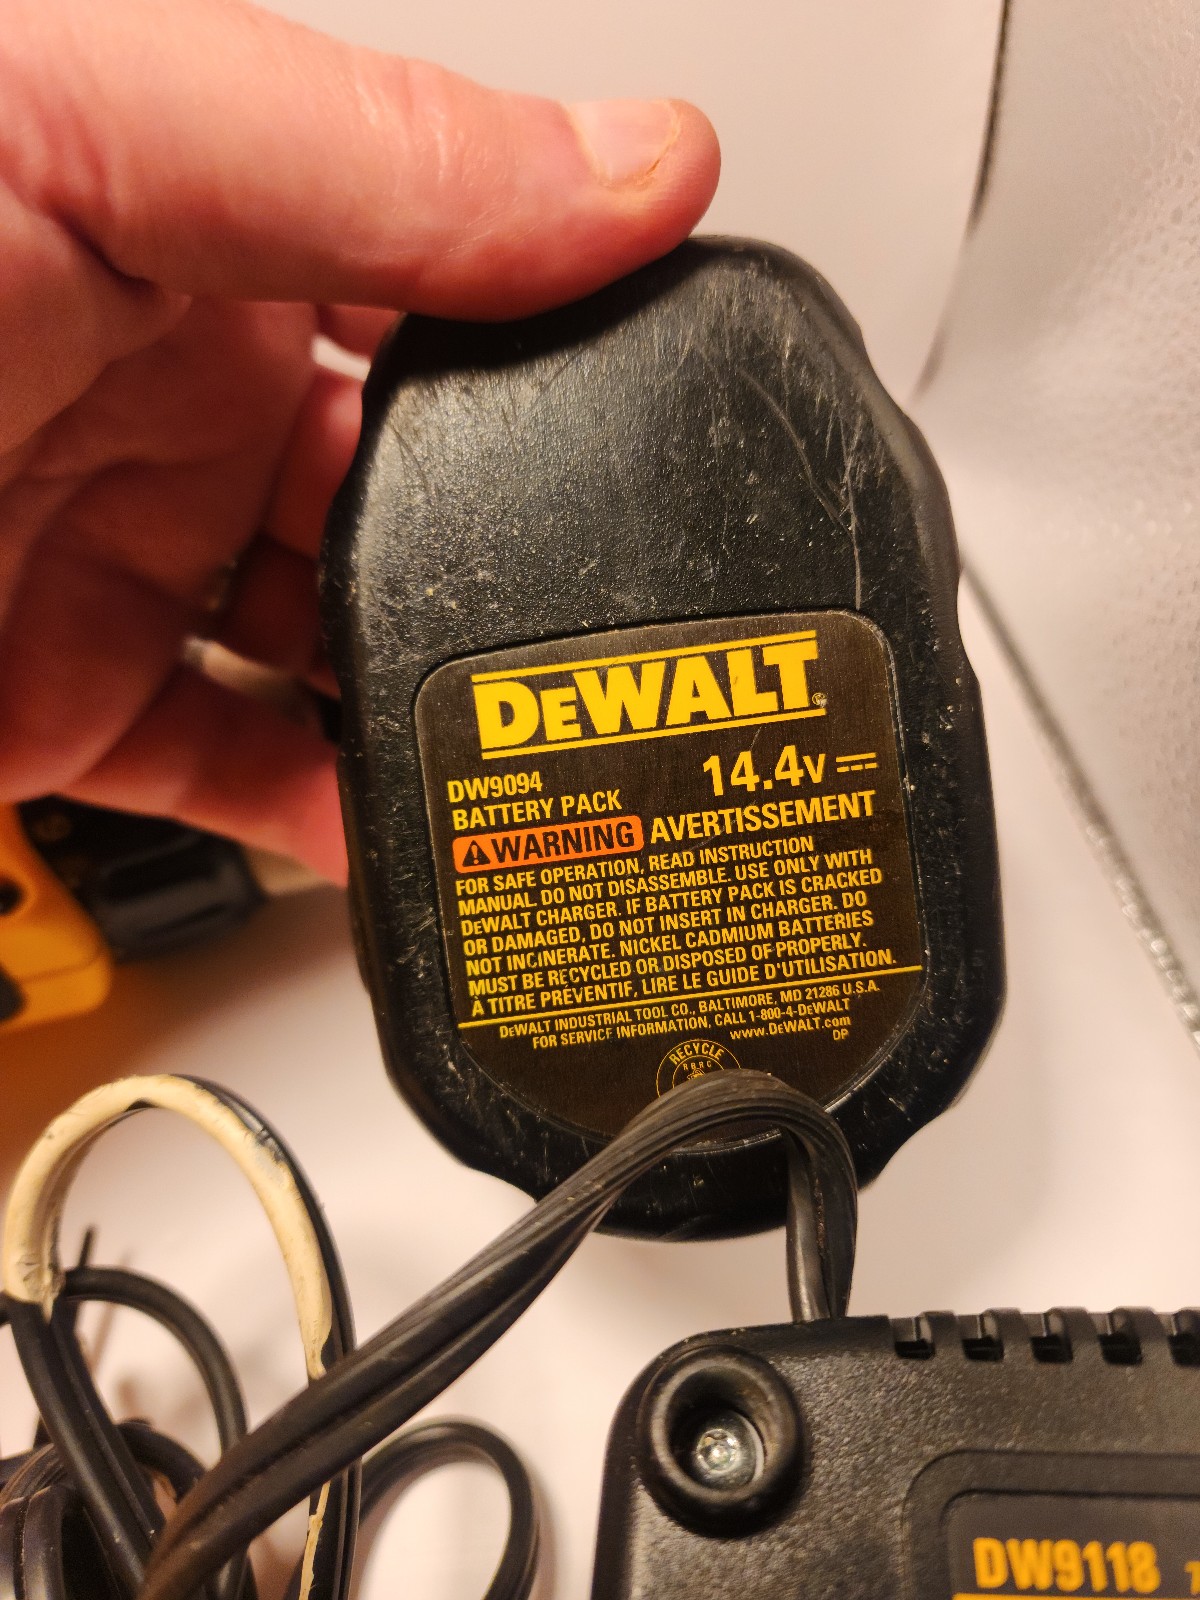 DEWALT®
DW9094
BATTERY PACK
14.4V
WARNING AVERTISSEMENT
FOR SAFE OPERATION, READ INSTRUCTION
MANUAL. DO NOT DISASSEMBLE. USE ONLY WITH
DEWALT CHARGER. IF BATTERY PACK IS CRACKED
OR DAMAGED, DO NOT INSERT IN CHARGER. DO
NOT INCINERATE. NICKEL CADMIUM BATTERIES
MUST BE RECYCLED OR DISPOSED OF PROPERLY.
À TITRE PRÉVENTIF, LIRE LE GUIDE D'UTILISATION.
DEWALT INDUSTRIAL TOOL CO., BALTIMORE, MD 21286 U.S.A.
FOR SERVICE INFORMATION, CALL 1-800-4-DEWALT
www.DEWALT.com
DP
RECYCLE
RBRC
DW9118